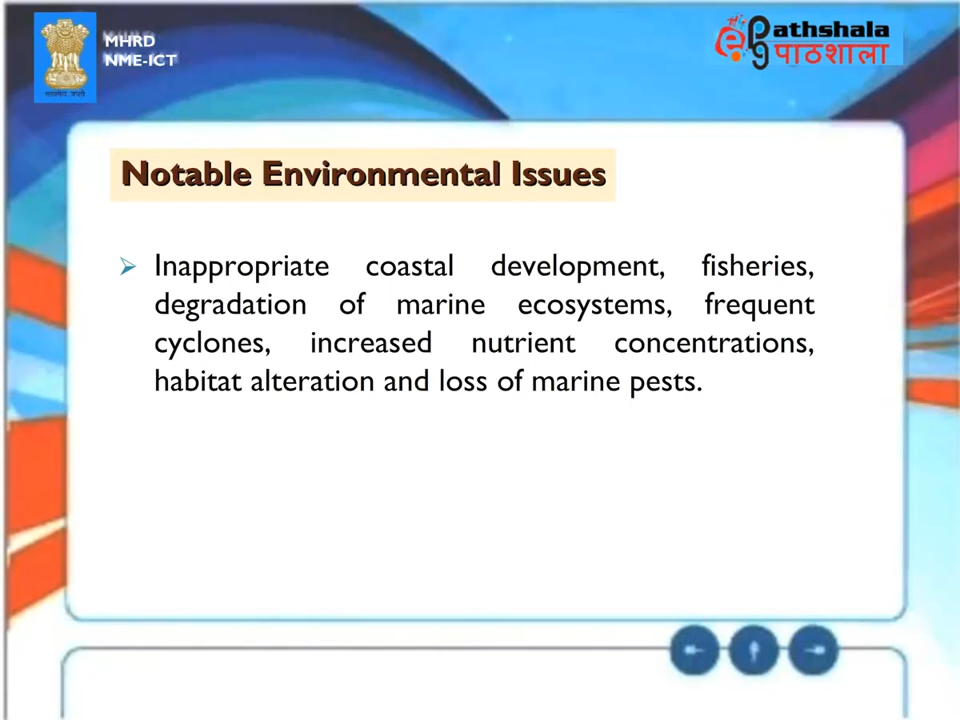 MHRD
NME-ICT
e pg
athshala
पाठशाला
Notable Environmental Issues
Inappropriate coastal development, fisheries,
degradation of marine ecosystems, frequent
cyclones, increased nutrient concentrations,
habitat alteration and loss of marine pests.